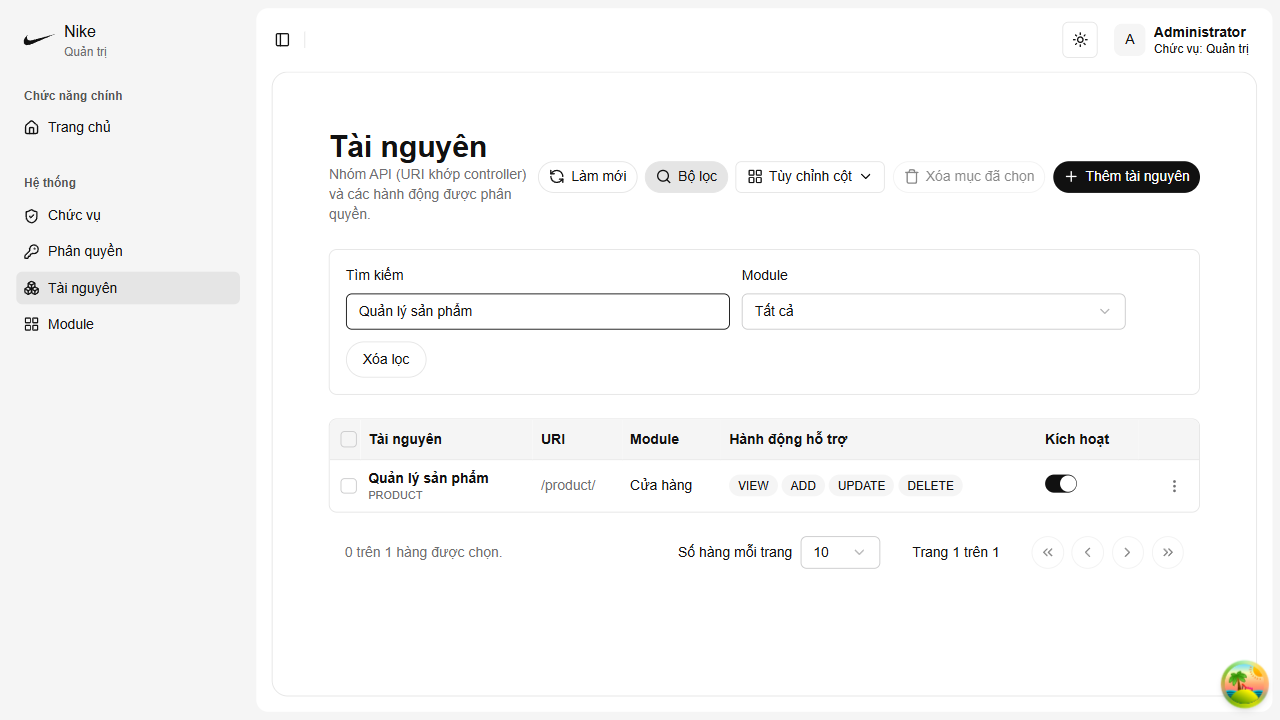 Nike
Quản trị
Chức năng chính
Trang chủ
Hệ thống
Chức vụ
Phân quyền
Tài nguyên
Module
A
Administrator
Chức vụ: Quản trị
Tài nguyên
Nhóm API (URI khớp controller)
và các hành động được phân
quyền.
Làm mới
Bộ lọc
Tùy chỉnh cột
Xóa mục đã chọn
Thêm tài nguyên
Tìm kiếm
Module
Quản lý sản phẩm
Tất cả
Xóa lọc
Tài nguyên URI Module Hành động hỗ trợ Kích hoạt
Quản lý sản phẩm
PRODUCT
/product/ Cửa hàng VIEW ADD UPDATE DELETE
0 trên 1 hàng được chọn.
Số hàng mỗi trang 10
Trang 1 trên 1